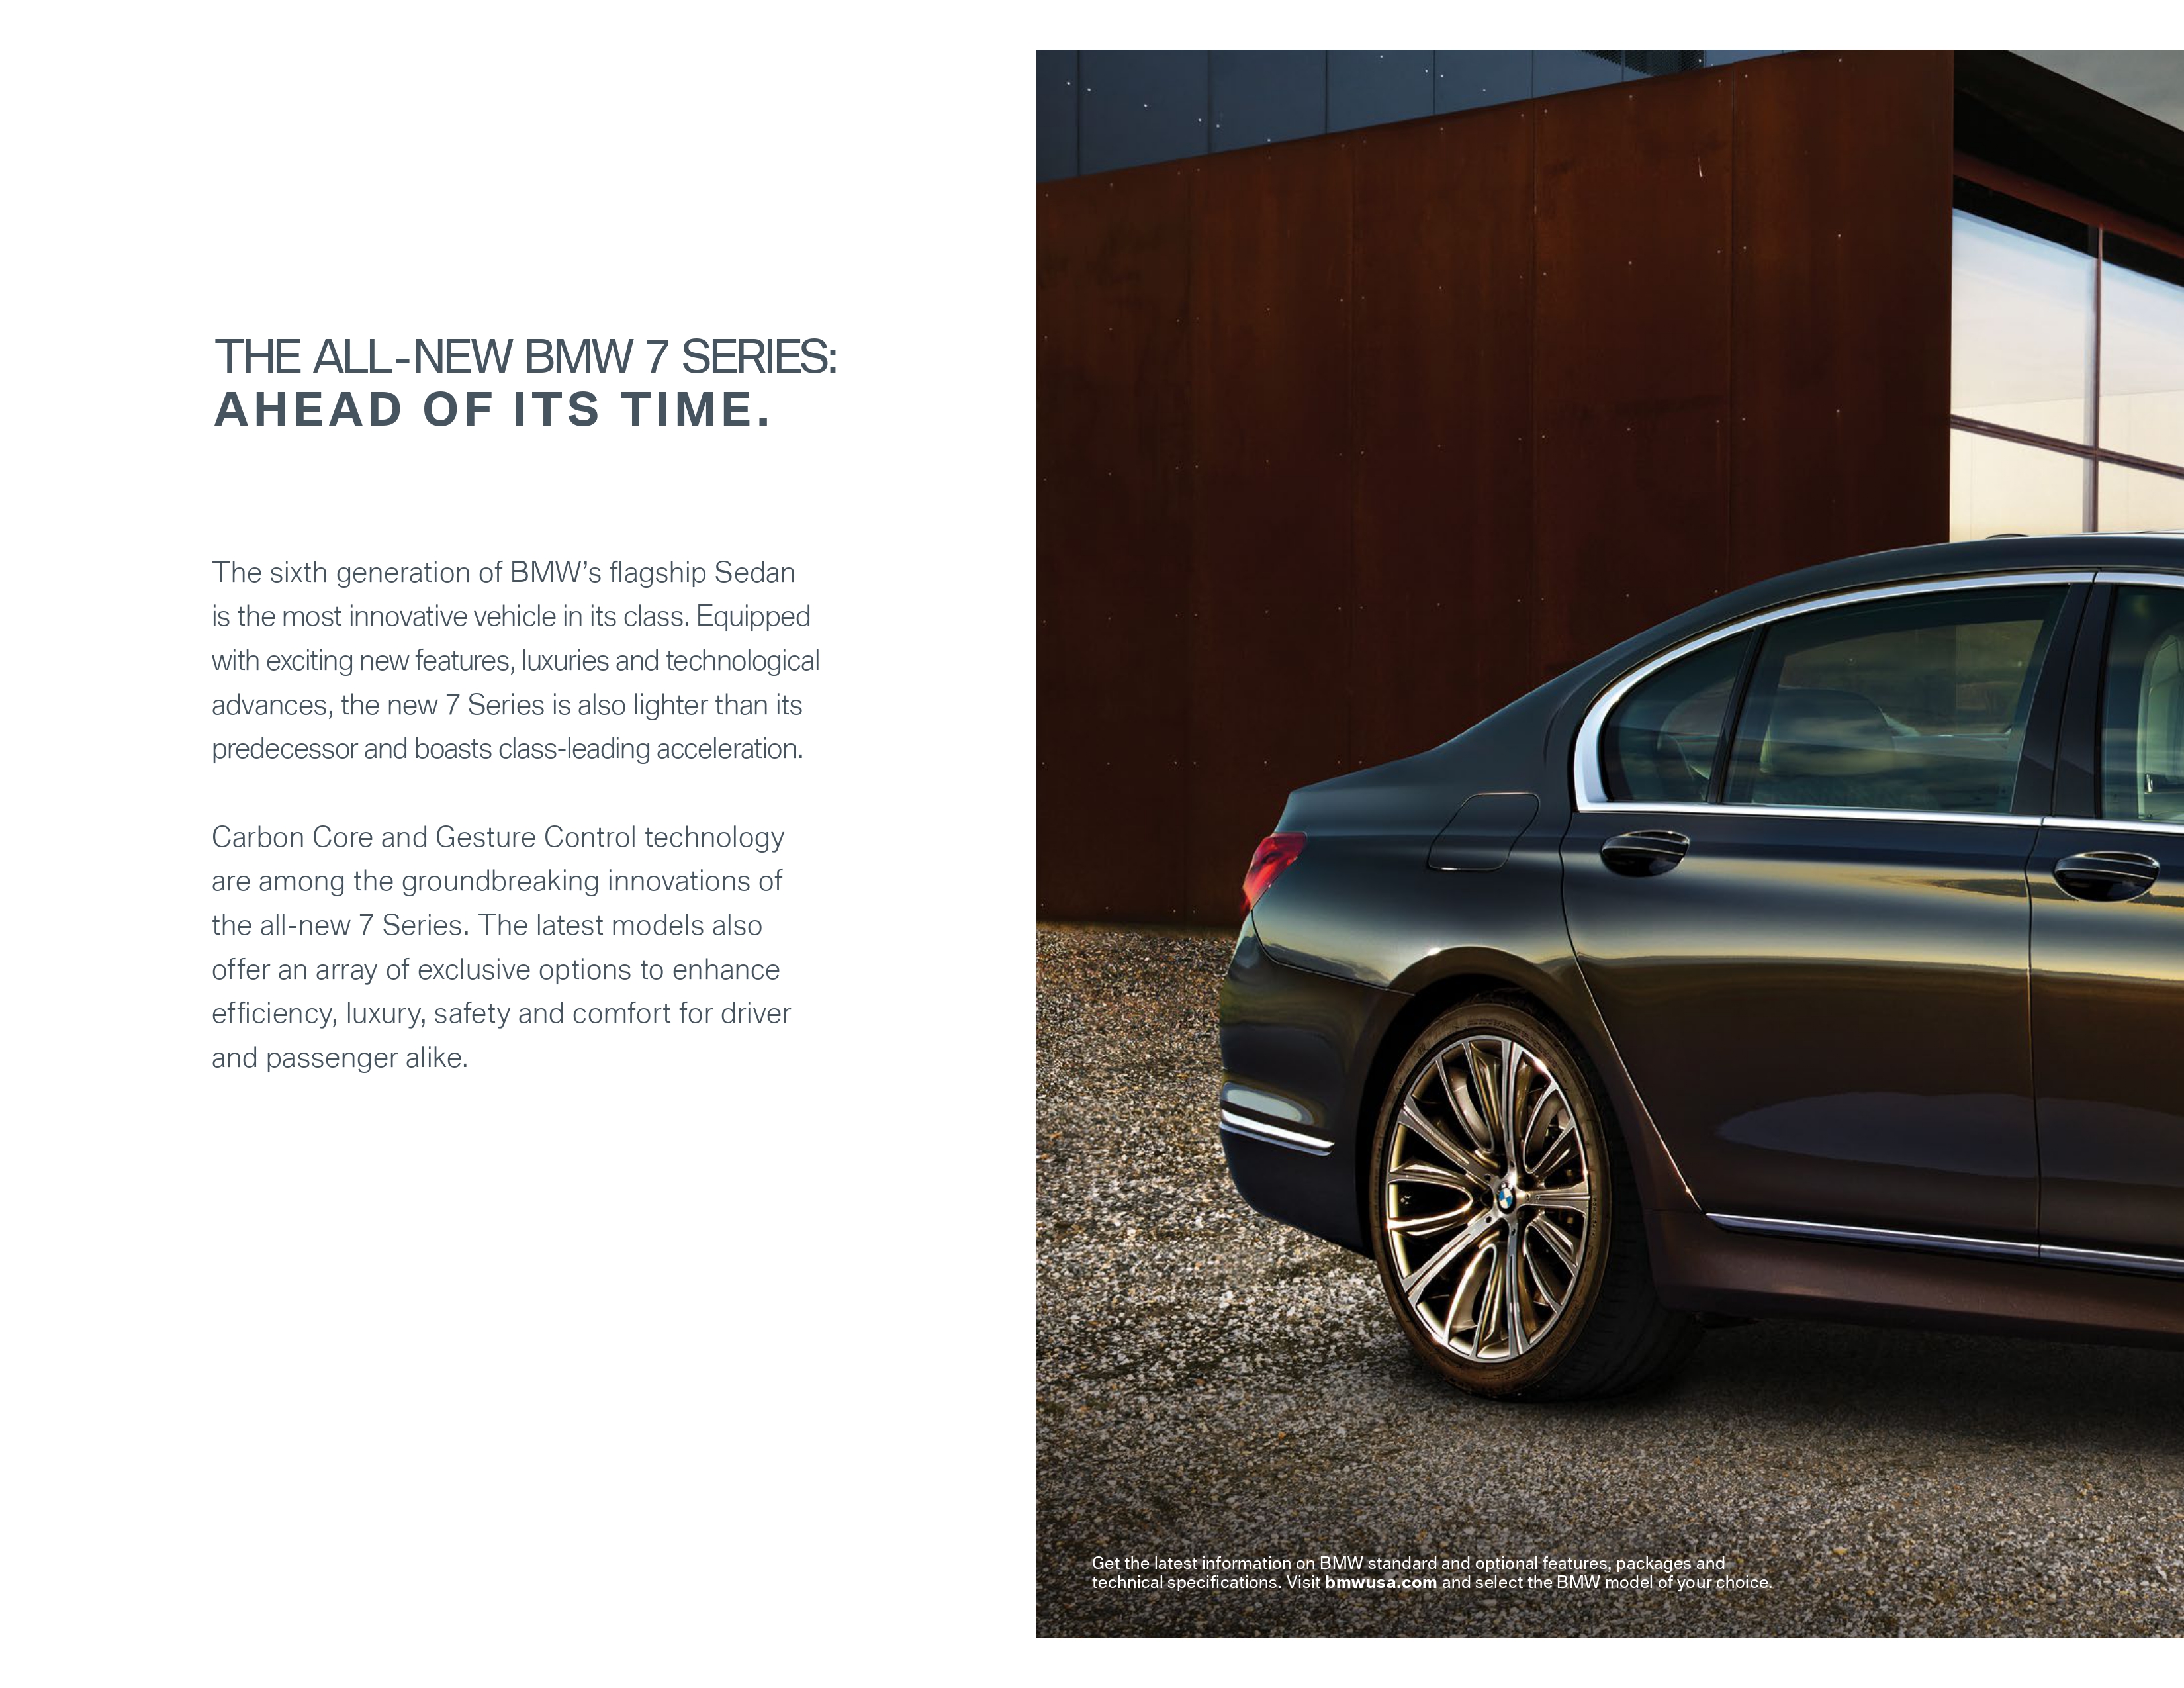 THE ALL-NEW BMW 7 SERIES:
AHEAD OF ITS TIME.
The sixth generation of BMW’s flagship Sedan
is the most innovative vehicle in its class. Equipped
with exciting new features, luxuries and technological
advances, the new 7 Series is also lighter than its
predecessor and boasts class-leading acceleration.
Carbon Core and Gesture Control technology
are among the groundbreaking innovations of
the all-new 7 Series. The latest models also
offer an array of exclusive options to enhance
efficiency, luxury, safety and comfort for driver
and passenger alike.
Get the latest information on BMW standard and optional features, packages and
technical specifications. Visit bmwusa.com and select the BMW model of your choice.